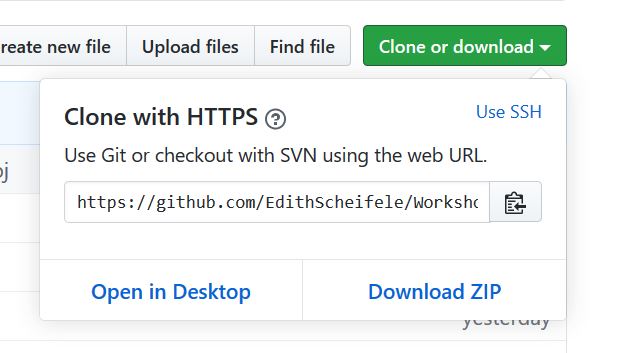 reate new file Upload files Find file Clone or download
Clone with HTTPS ? Use SSH
Use Git or checkout with SVN using the web URL.
https://github.com/EdithScheifele/Worksho
Open in Desktop Download ZIP
yesterday